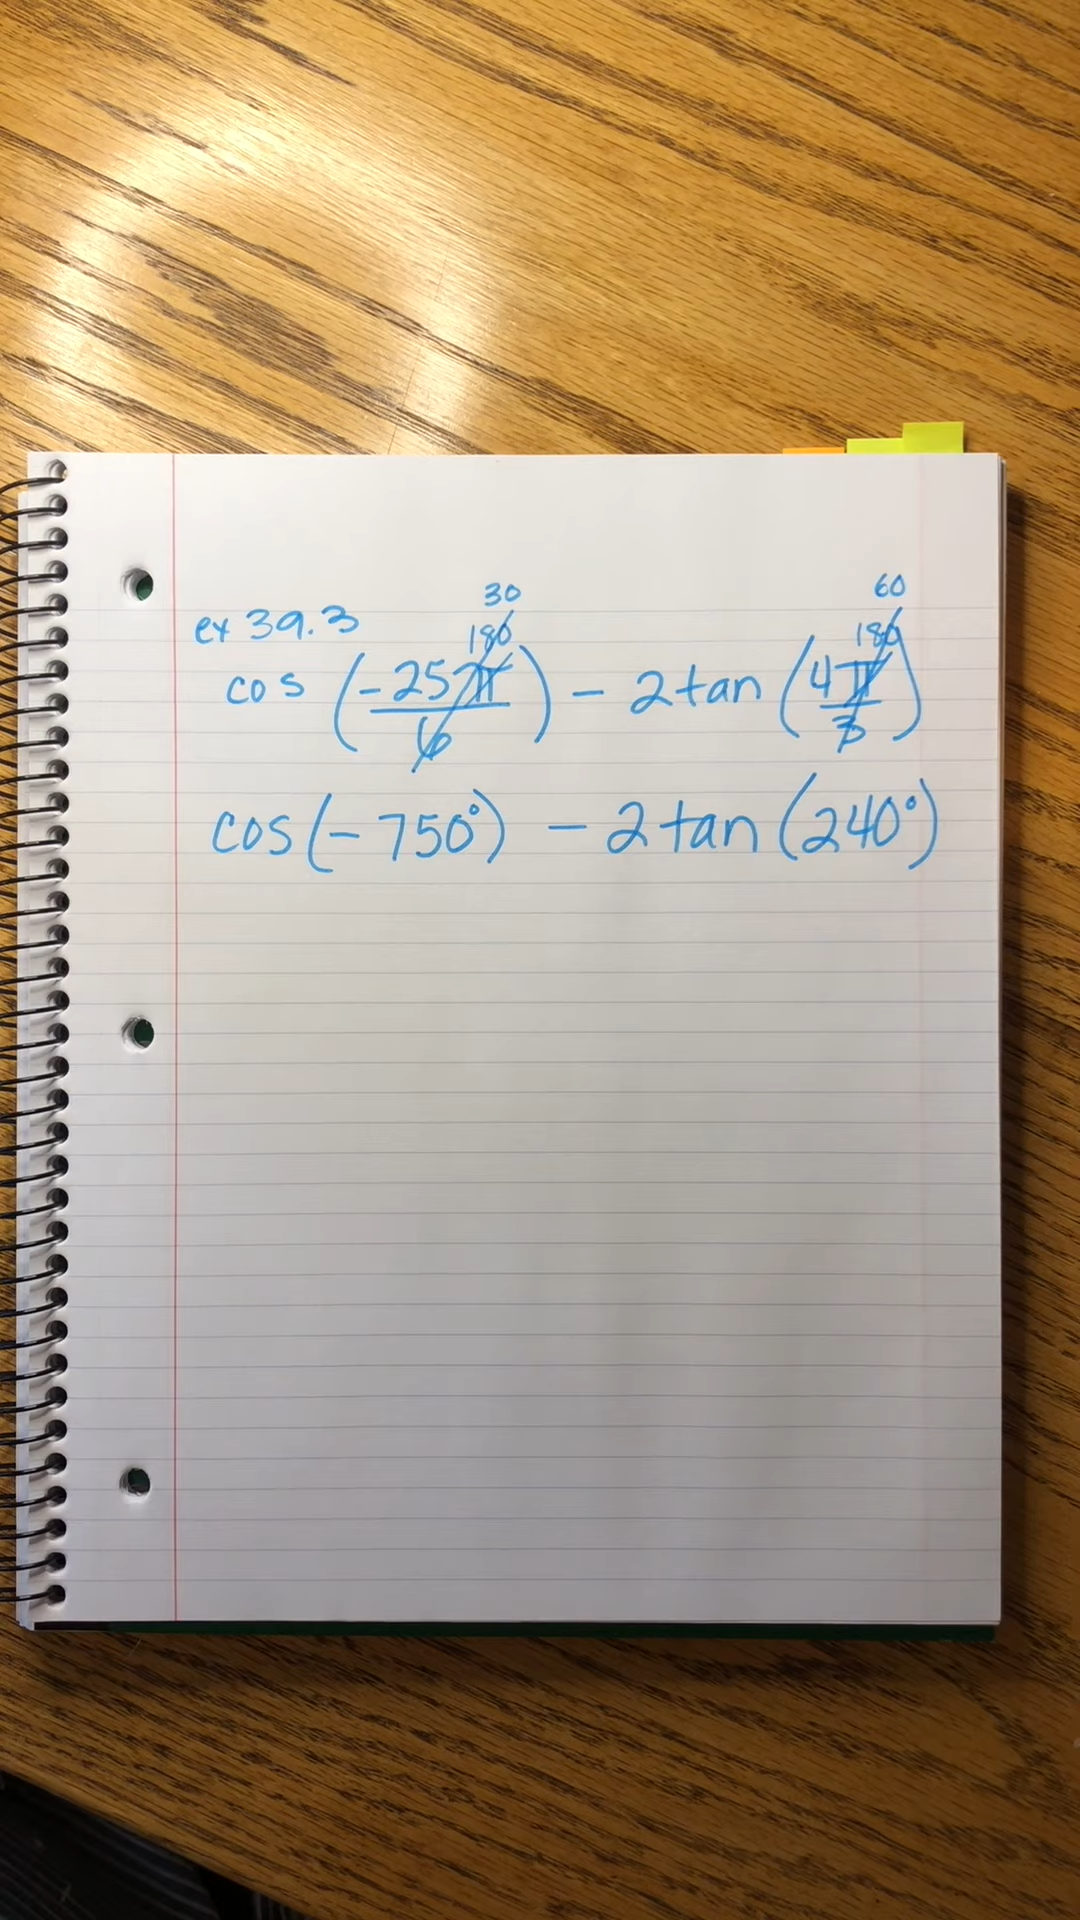 ex 39.3
30 60
180 180
cos (-25π/6) - 2tan (4π/3)
cos(-750°) - 2tan(240°)